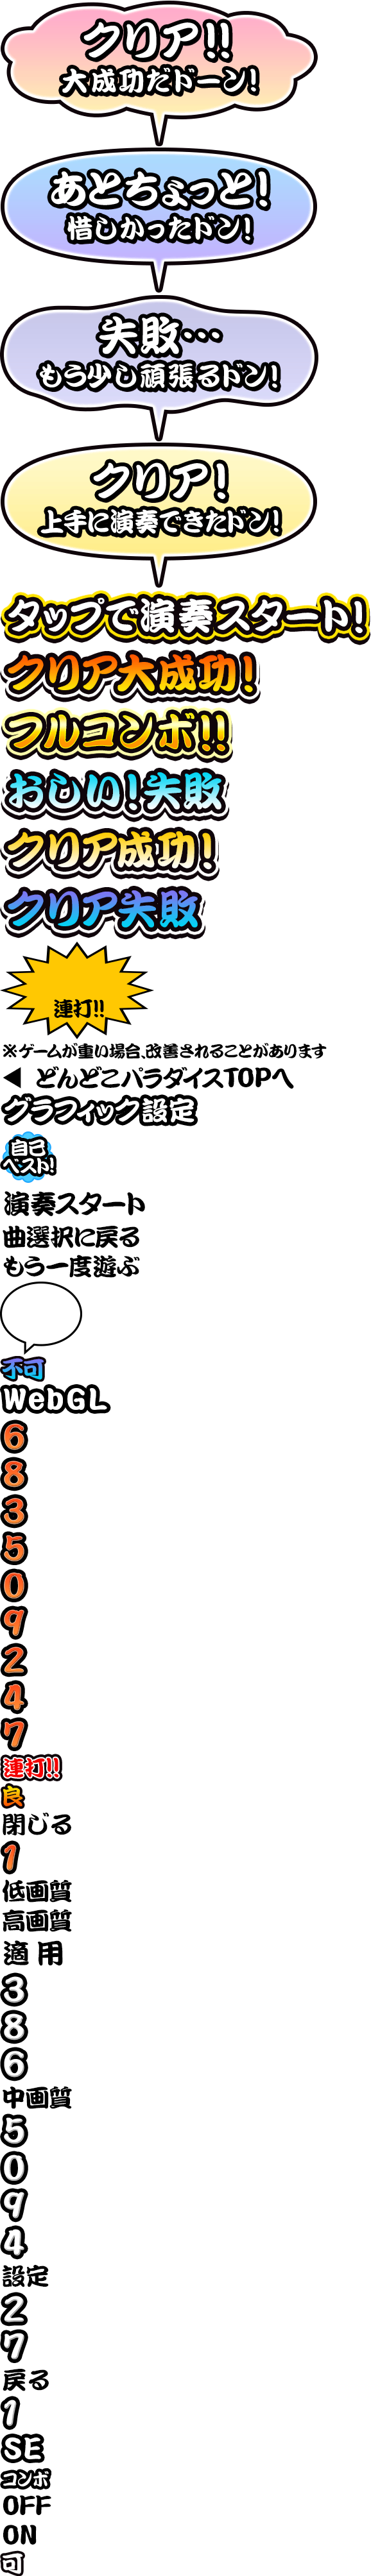 クリア!!
大成功だドーン!
あとちょっと!
惜しかったドン!
失敗…
もう少し頑張るドン!
クリア!
上手に演奏できたドン!
タップで演奏スタート!
クリア大成功!
フルコンボ!!
おしい!失敗
クリア成功!
クリア失敗
連打!!
※ゲームが重い場合、改善されることがあります
◀ どんどこパラダイスTOPへ
グラフィック設定
自己
ベスト!
演奏スタート
曲選択に戻る
もう一度遊ぶ
不可
WebGL
6
8
3
5
0
9
2
4
7
連打!!
良
閉じる
1
低画質
高画質
適用
3
8
6
中画質
5
0
9
4
設定
2
7
戻る
1
SE
コンボ
OFF
ON
可